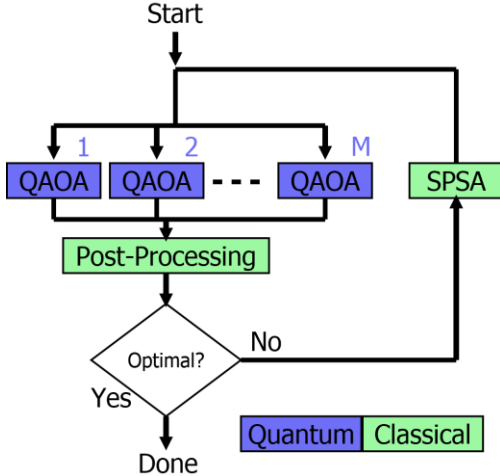 Start
1 2 M
QAOA QAOA QAOA SPSA
Post-Processing
Optimal?
No
Yes
Done
Quantum Classical